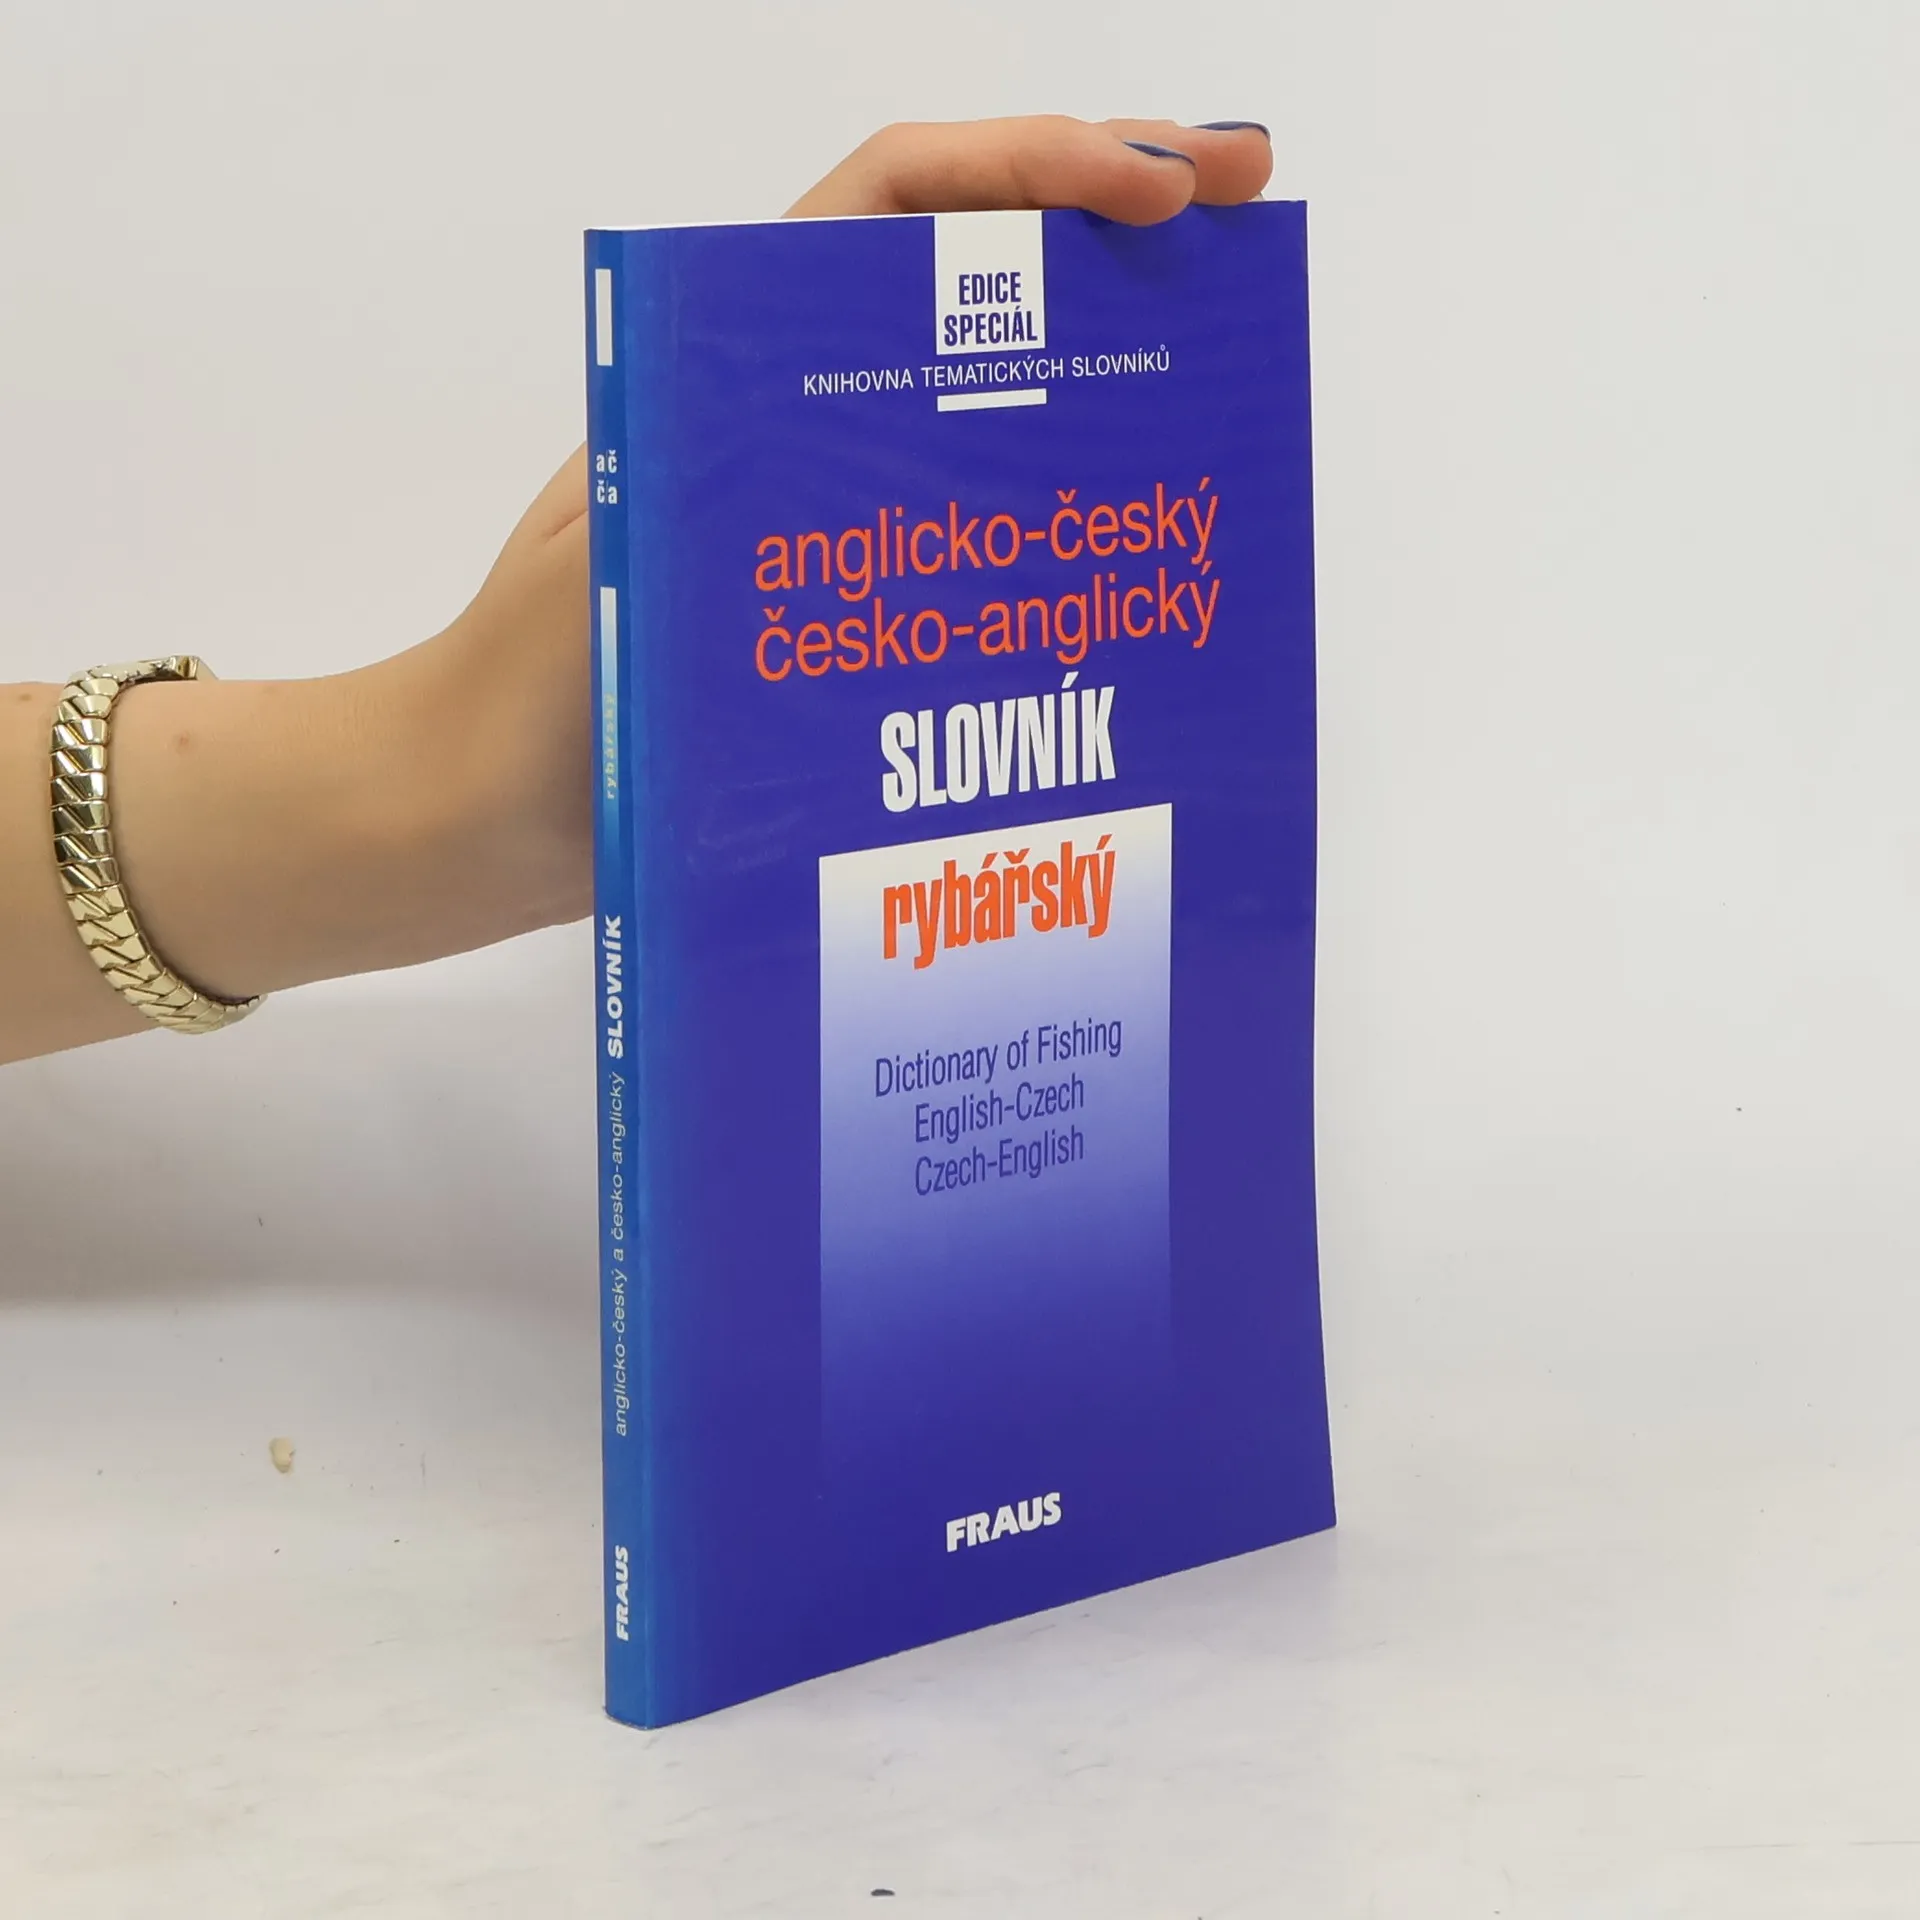 EDICE
SPECIÁL
KNIHOVNA TEMATICKÝCH SLOVNÍKŮ
anglicko-český
česko-anglický
SLOVNÍK
rybářský
Dictionary of Fishing
English-Czech
Czech-English
FRAUS
ač
ča
rybářský
anglicko-český a česko-anglický SLOVNÍK
FRAUS